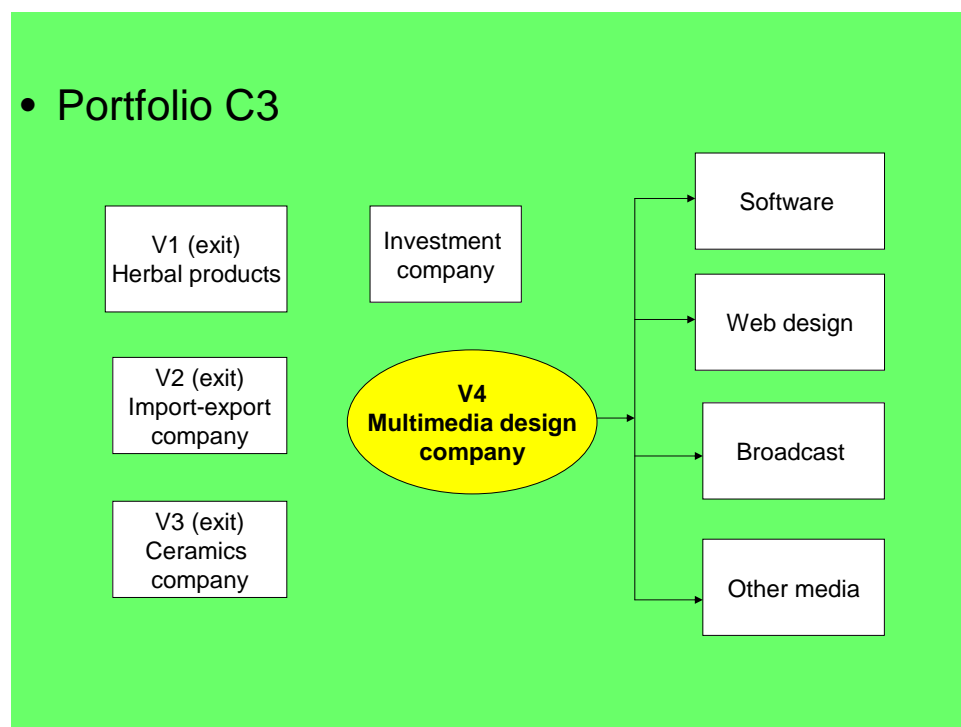 • Portfolio C3
V1 (exit)
Herbal products
V2 (exit)
Import-export
company
V3 (exit)
Ceramics
company
Investment
company
V4
Multimedia design
company
Software
Web design
Broadcast
Other media